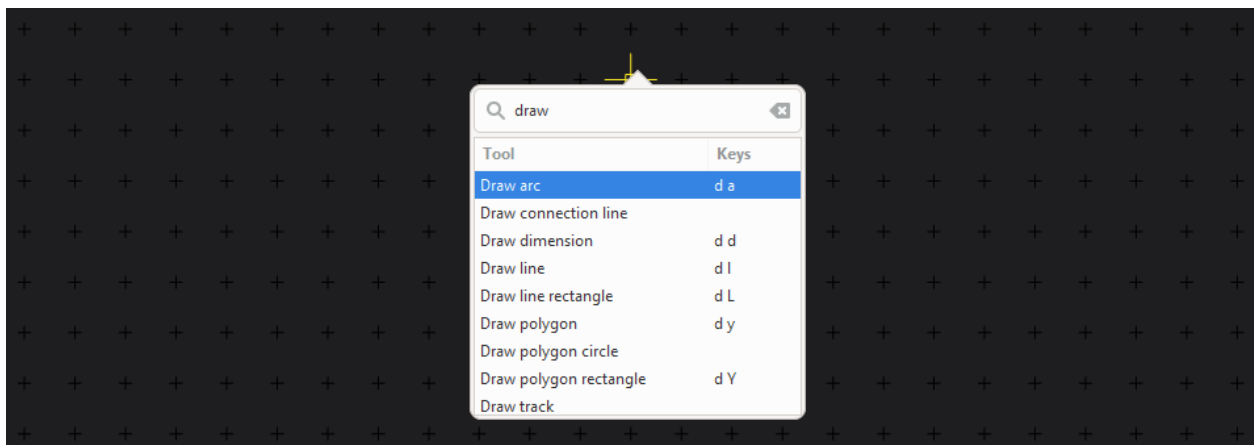 draw
Tool Keys
Draw arc d a
Draw connection line
Draw dimension d d
Draw line d l
Draw line rectangle d L
Draw polygon d y
Draw polygon circle
Draw polygon rectangle d Y
Draw track